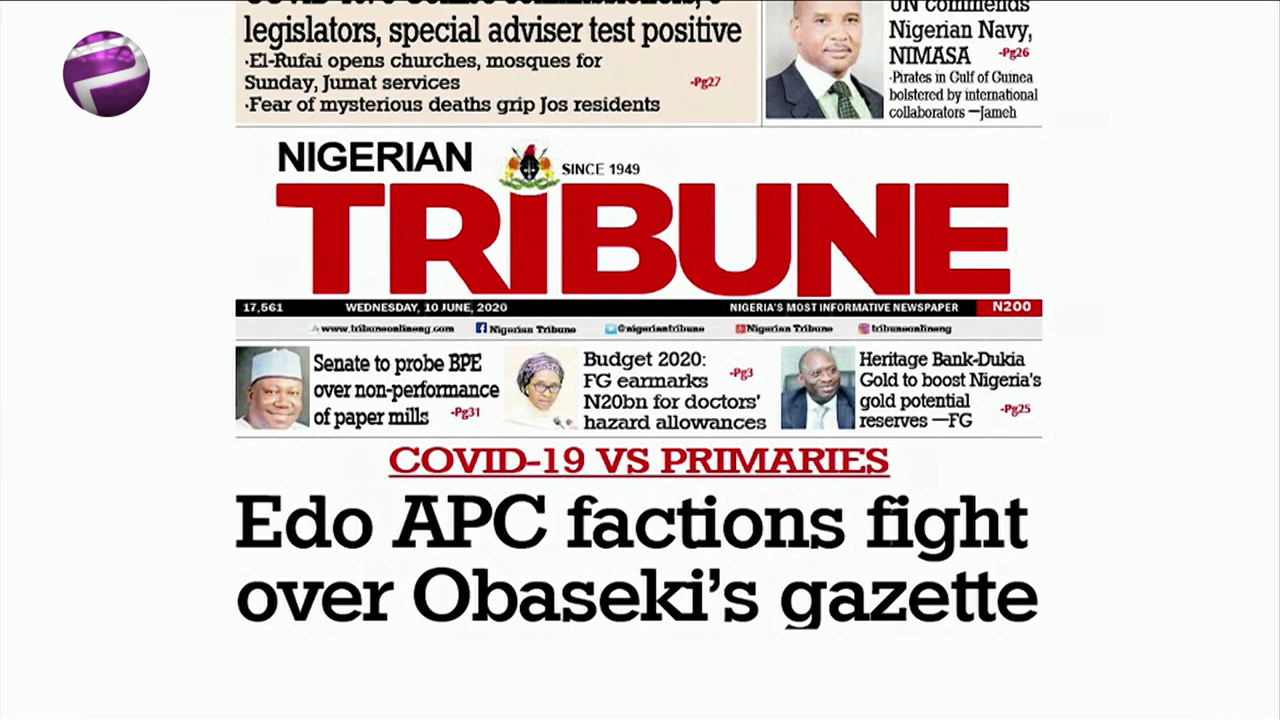 legislators, special adviser test positive
·El-Rufai opens churches, mosques for
Sunday, Jumat services
-Pg27
·Fear of mysterious deaths grip Jos residents
UN commends
Nigerian Navy,
NIMASA
-Pg26
·Pirates in Gulf of Guinea
bolstered by international
collaborators —Jameh
NIGERIAN
SINCE 1949
TRIBUNE
17,561 WEDNESDAY, 10 JUNE, 2020 NIGERIA'S MOST INFORMATIVE NEWSPAPER N200
www.tribuneonlineng.com Nigerian Tribune @nigeriantribune Nigerian Tribune tribuneonlineng
Senate to probe BPE
over non-performance
of paper mills -Pg31
Budget 2020:
FG earmarks -Pg3
N20bn for doctors'
hazard allowances
Heritage Bank-Dukia
Gold to boost Nigeria's
gold potential
reserves —FG -Pg25
COVID-19 VS PRIMARIES
Edo APC factions fight
over Obaseki's gazette